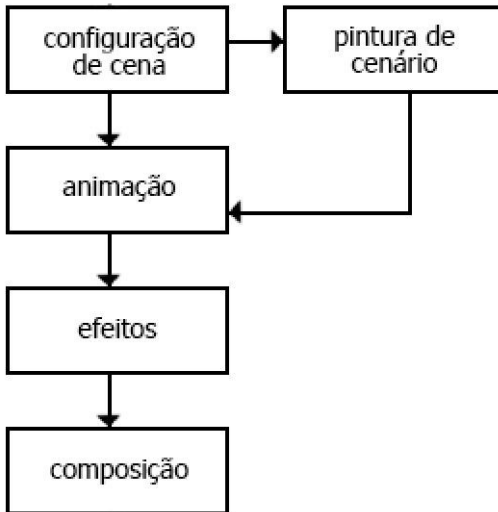 configuração
de cena
pintura de
cenário
animação
efeitos
composição